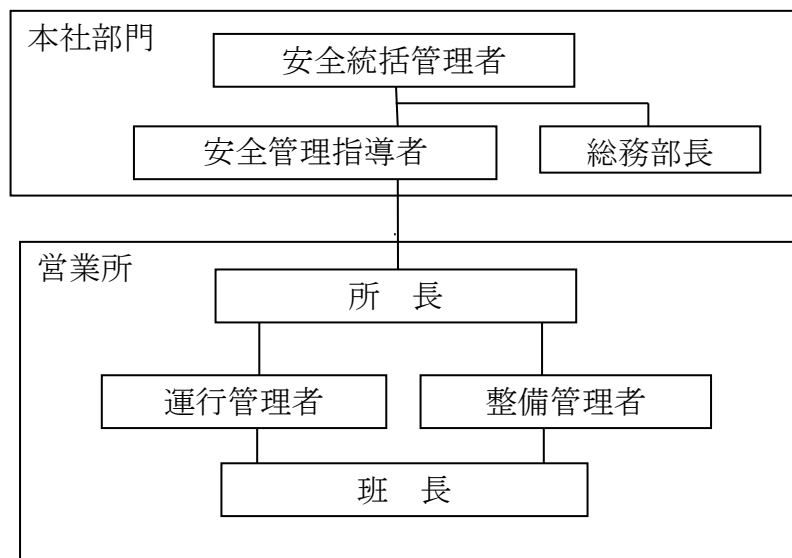 本社部門
安全統括管理者
安全管理指導者
総務部長
営業所
所　長
運行管理者
整備管理者
班　長